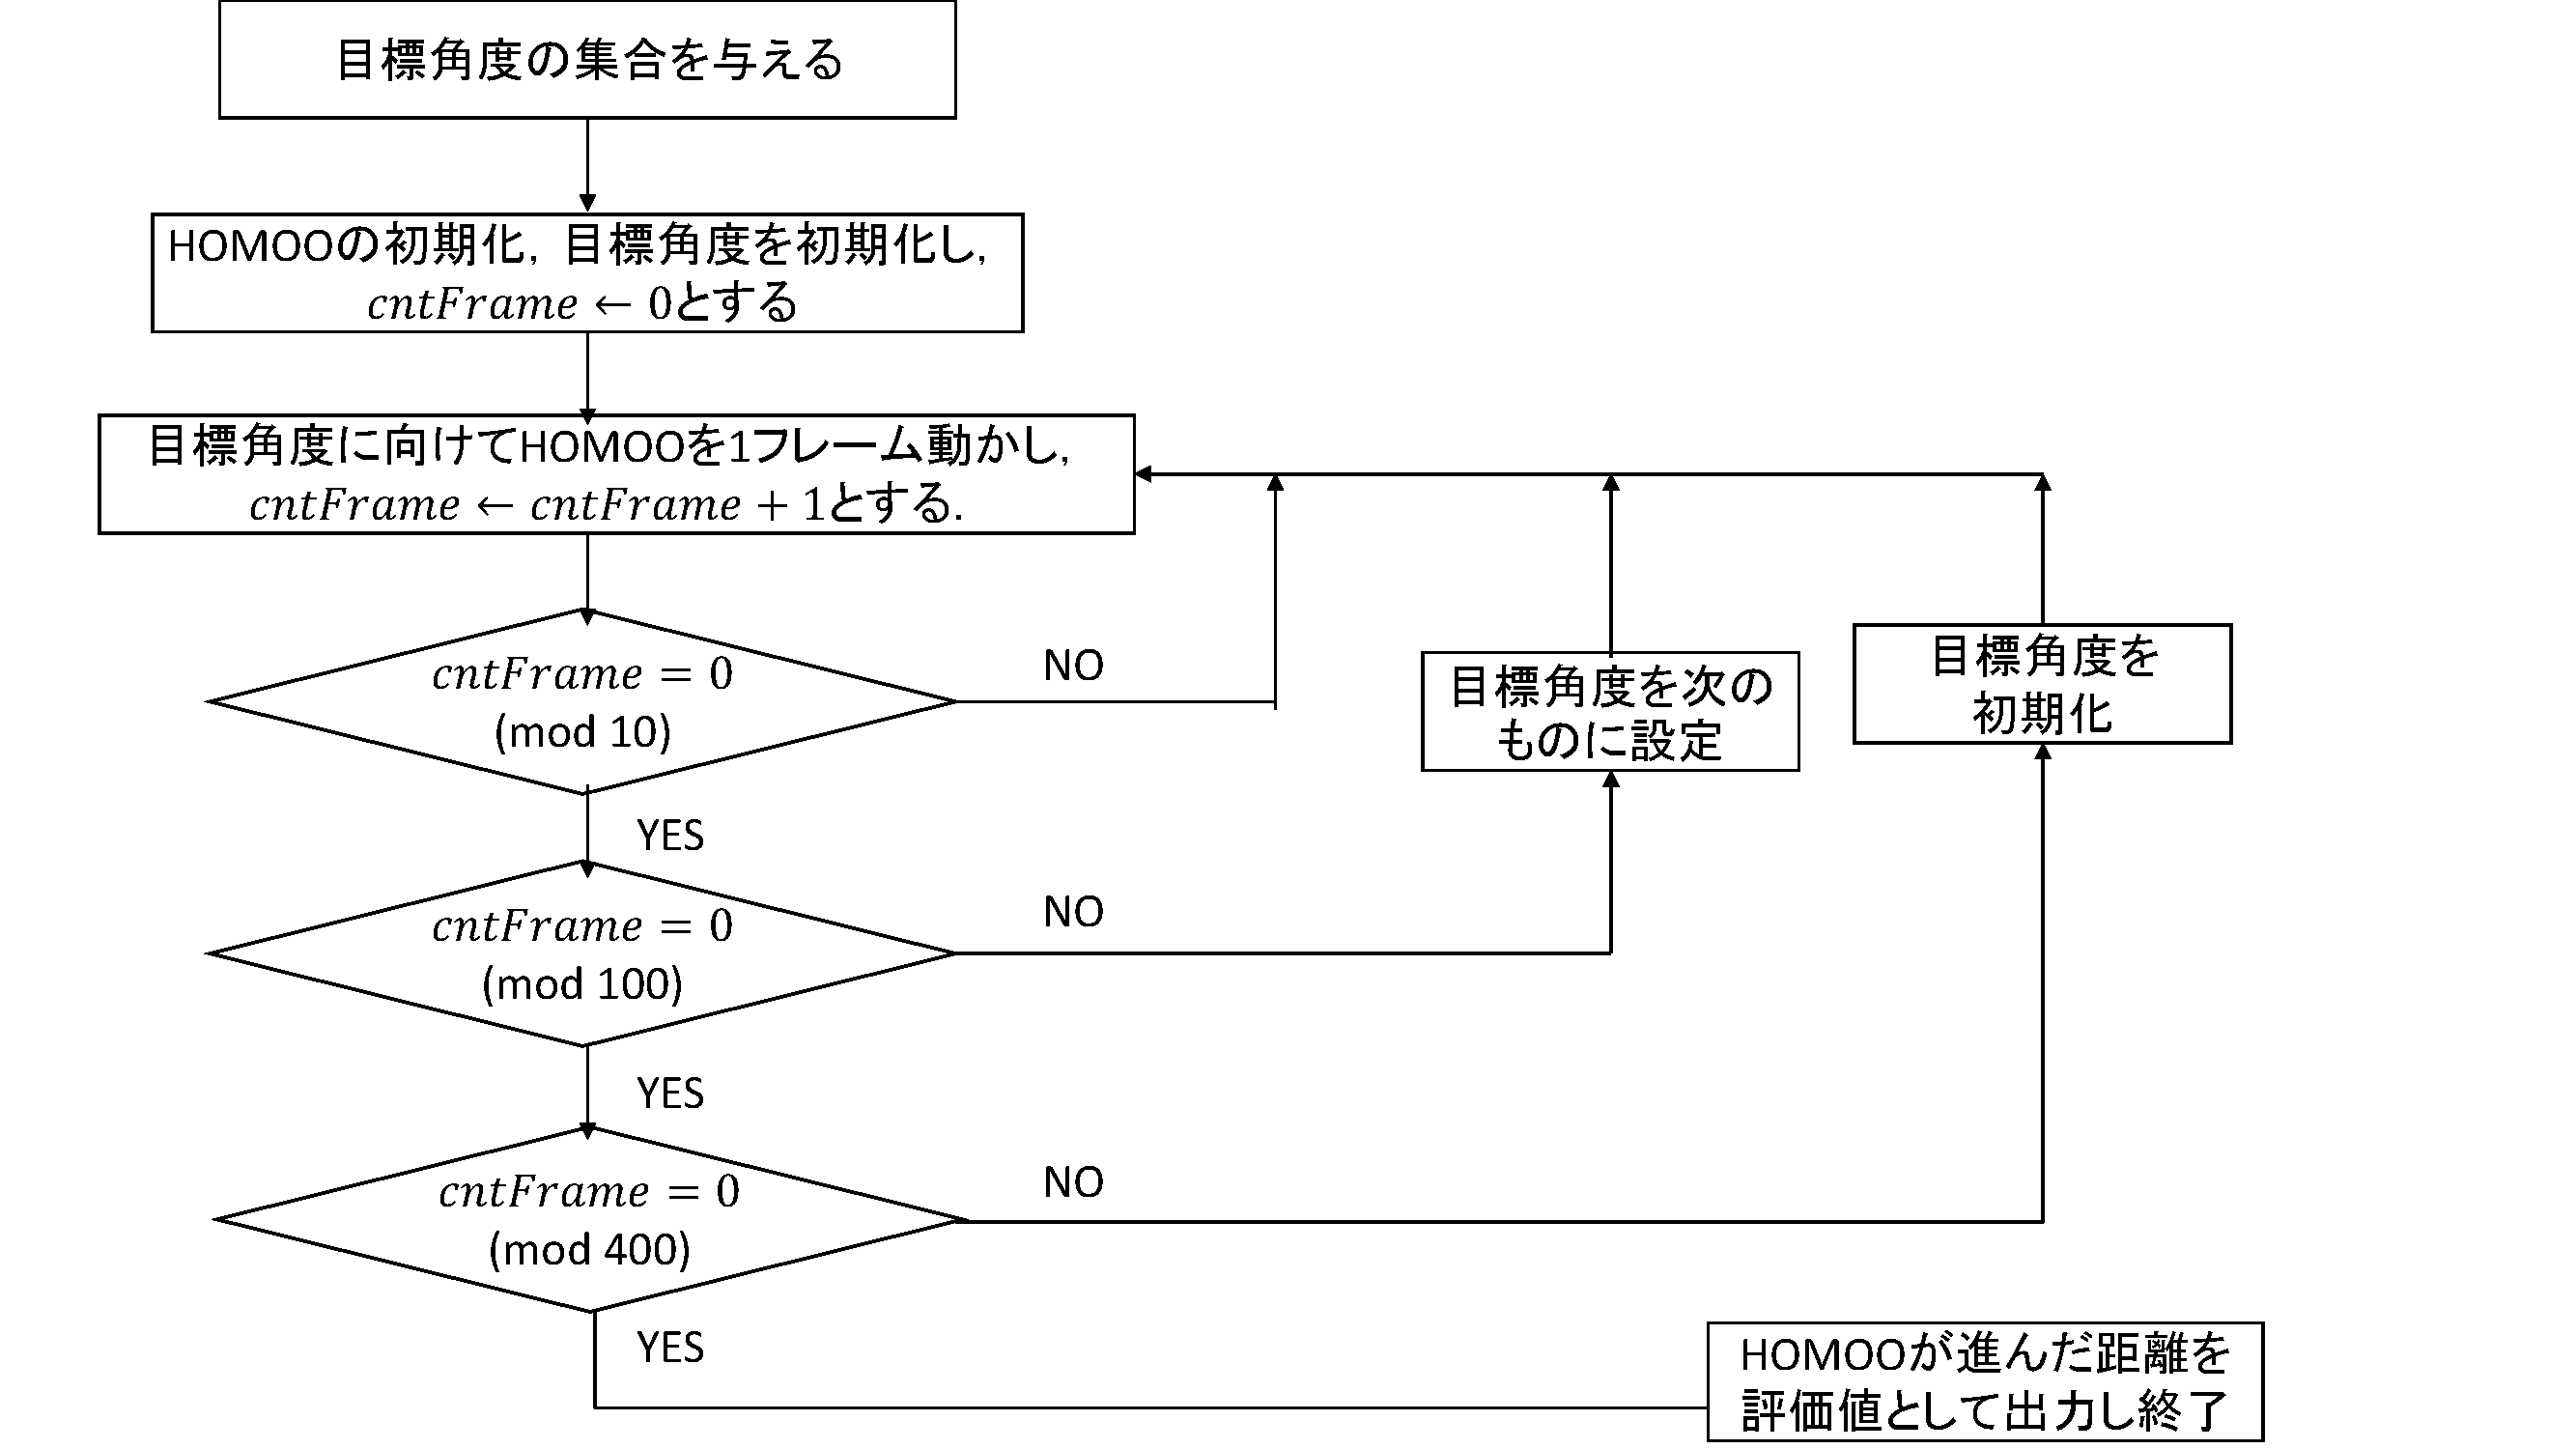 目標角度の集合を与える
HOMOOの初期化，目標角度を初期化し，
cntFrame ← 0とする
目標角度に向けてHOMOOを1フレーム動かし，
cntFrame ← cntFrame + 1とする．
cntFrame = 0
(mod 10)
NO
目標角度を次の
ものに設定
目標角度を
初期化
YES
cntFrame = 0
(mod 100)
NO
YES
cntFrame = 0
(mod 400)
NO
YES
HOMOOが進んだ距離を
評価値として出力し終了